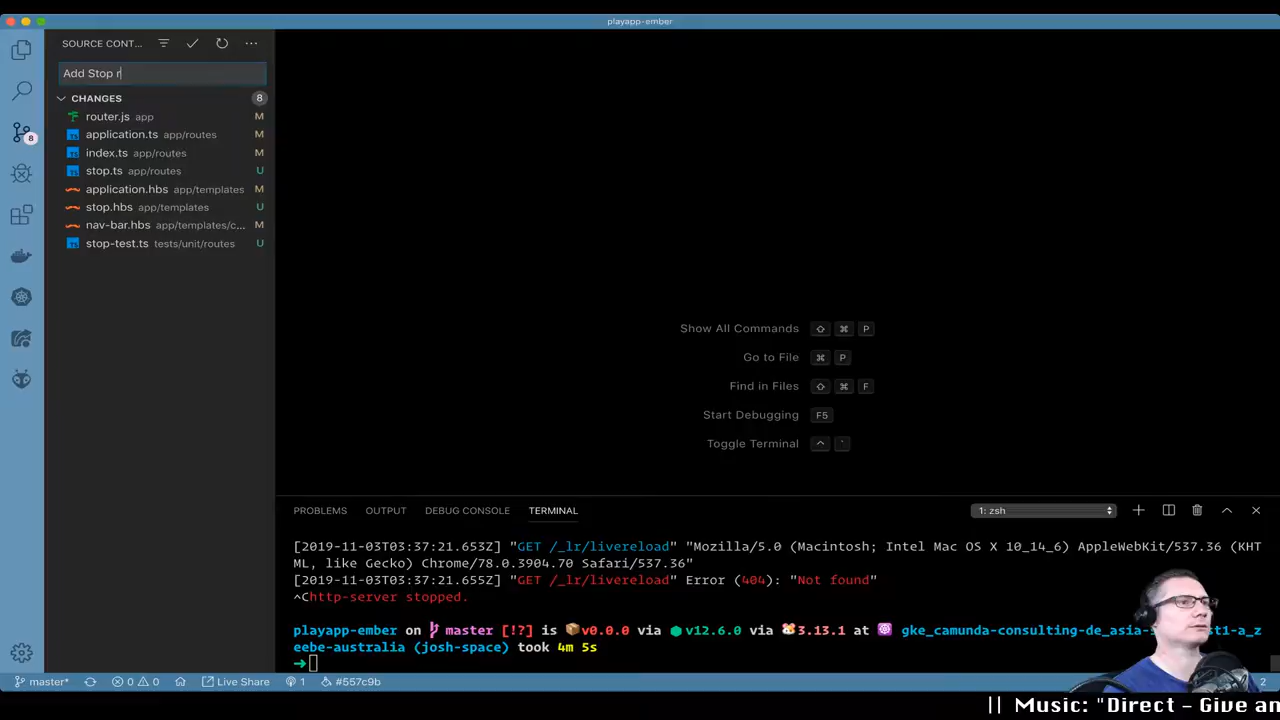 playapp-ember
SOURCE CONT...
Add Stop r
CHANGES 8
router.js app M
application.ts app/routes M
index.ts app/routes M
8
stop.ts app/routes U
application.hbs app/templates M
stop.hbs app/templates U
nav-bar.hbs app/templates/c... M
stop-test.ts tests/unit/routes U
Show All Commands ⇧ ⌘ P
Go to File ⌘ P
Find in Files ⇧ ⌘ F
Start Debugging F5
Toggle Terminal ^ `
PROBLEMS OUTPUT DEBUG CONSOLE TERMINAL 1: zsh
[2019-11-03T03:37:21.653Z] "GET /_lr/livereload" "Mozilla/5.0 (Macintosh; Intel Mac OS X 10_14_6) AppleWebKit/537.36 (KHT
ML, like Gecko) Chrome/78.0.3904.70 Safari/537.36"
[2019-11-03T03:37:21.655Z] "GET /_lr/livereload" Error (404): "Not found"
^Chttp-server stopped.
playapp-ember on master [!?] is v0.0.0 via v12.6.0 via 3.13.1 at gke_camunda-consulting-de_asia-s st1-a_z
eebe-australia (josh-space) took 4m 5s
➜
master* 0 0 Live Share 1 #557c9b 2
|| Music: "Direct - Give an